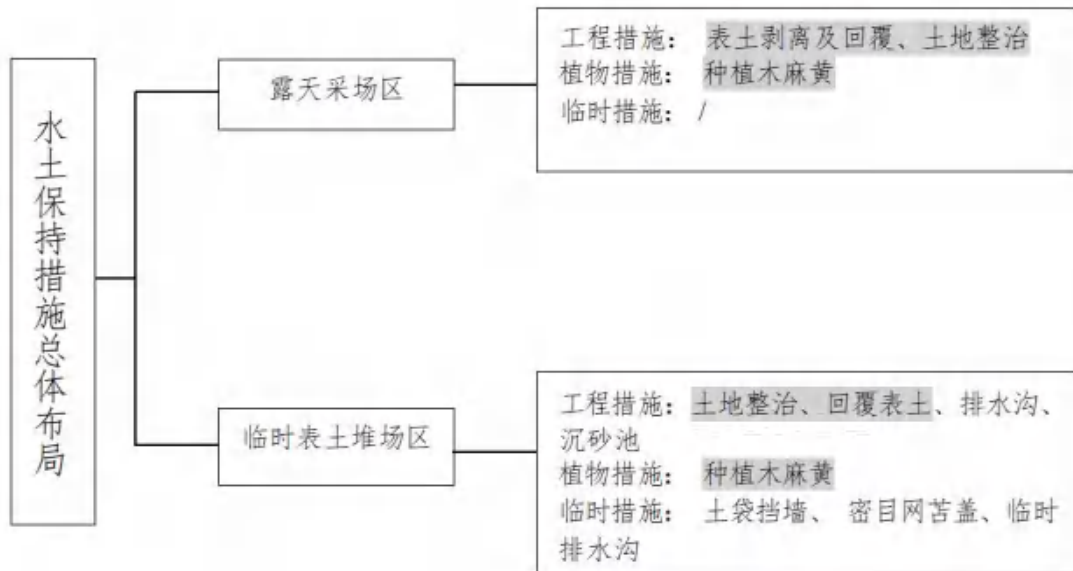 水土保持措施总体布局
露天采场区
工程措施： 表土剥离及回覆、土地整治
植物措施： 种植木麻黄
临时措施： /
临时表土堆场区
工程措施：土地整治、回覆表土、排水沟、
沉砂池
植物措施： 种植木麻黄
临时措施： 土袋挡墙、 密目网苫盖、临时
排水沟